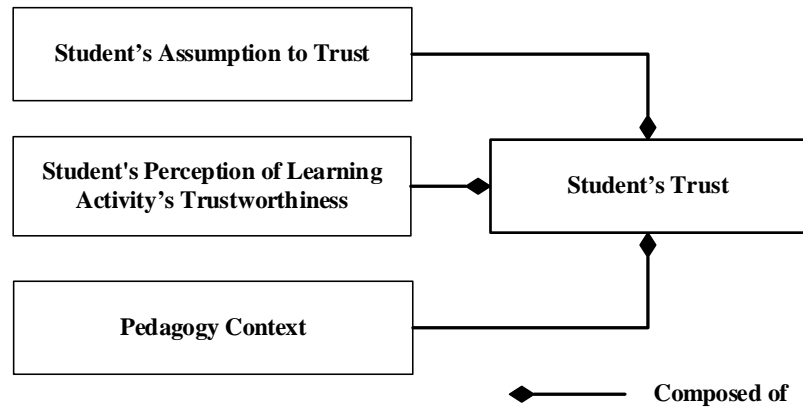 Student’s Assumption to Trust
Student's Perception of Learning
Activity’s Trustworthiness
Student’s Trust
Pedagogy Context
Composed of